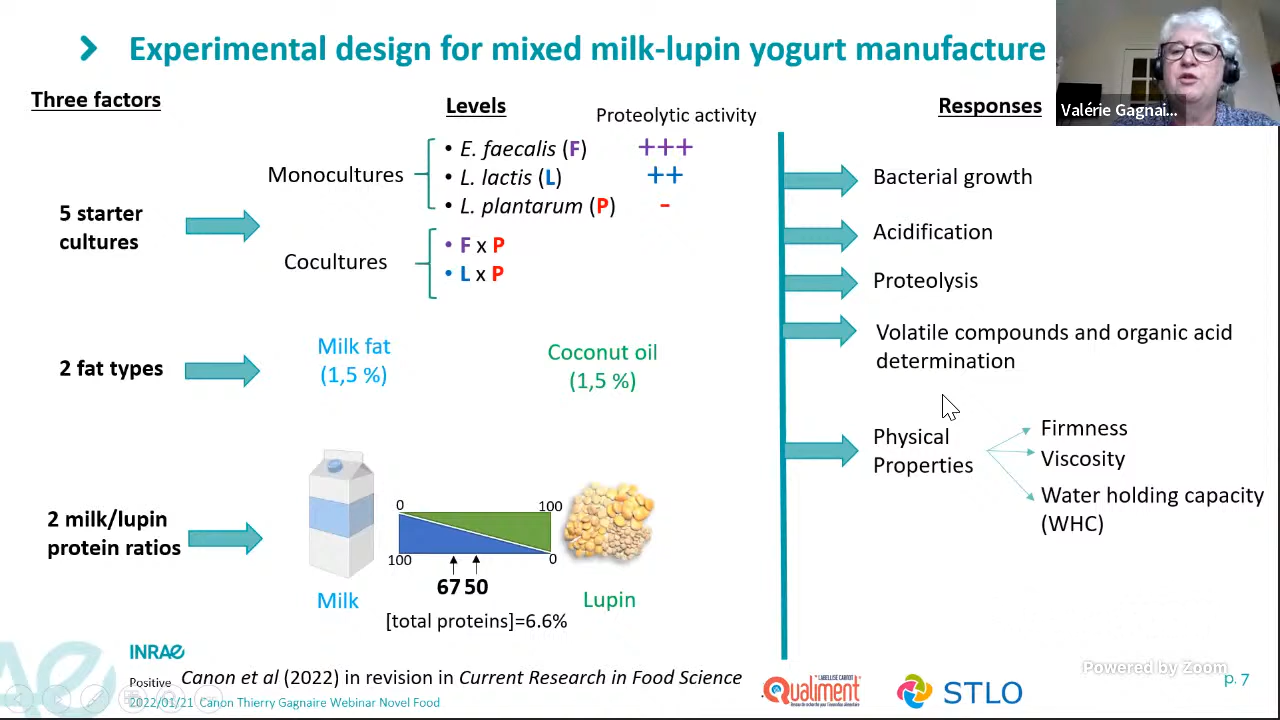 Experimental design for mixed milk-lupin yogurt manufacture
Valérie Gagnai...
Three factors
Levels
Proteolytic activity
Responses
Monocultures
• E. faecalis (F) +++
• L. lactis (L) ++
• L. plantarum (P) -
5 starter
cultures
Cocultures
• F x P
• L x P
2 fat types
Milk fat
(1,5 %)
Coconut oil
(1,5 %)
2 milk/lupin
protein ratios
0
100
100
0
67 50
Milk
Lupin
[total proteins]=6.6%
Bacterial growth
Acidification
Proteolysis
Volatile compounds and organic acid
determination
Physical
Properties
Firmness
Viscosity
Water holding capacity
(WHC)
INRAE
Positive
Canon et al (2022) in revision in Current Research in Food Science
2022/01/21 Canon Thierry Gagnaire Webinar Novel Food
LABELLISÉ CARNOT
Qualiment
STLO
Powered by Zoom
p. 7